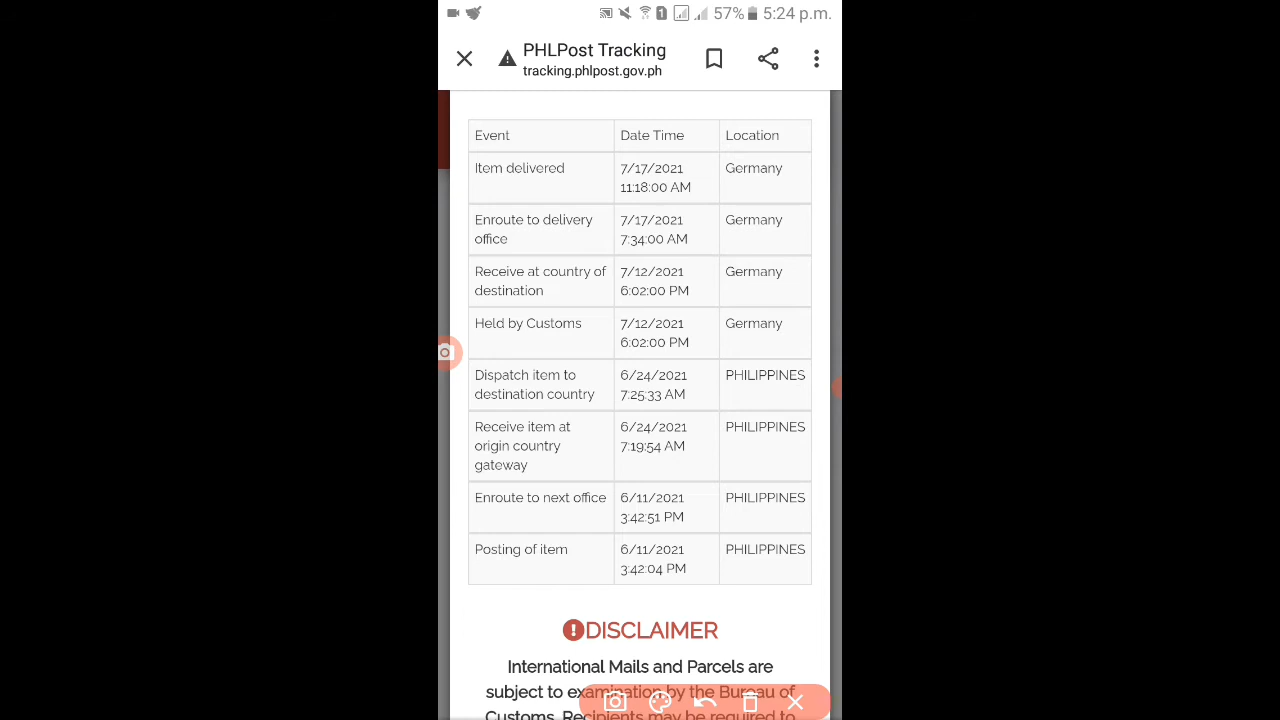 1 57% 5:24 p.m.
PHLPost Tracking
tracking.phlpost.gov.ph
Event Date Time Location
Item delivered 7/17/2021 Germany
11:18:00 AM
Enroute to delivery 7/17/2021 Germany
office 7:34:00 AM
Receive at country of 7/12/2021 Germany
destination 6:02:00 PM
Held by Customs 7/12/2021 Germany
6:02:00 PM
Dispatch item to 6/24/2021 PHILIPPINES
destination country 7:25:33 AM
Receive item at 6/24/2021 PHILIPPINES
origin country 7:19:54 AM
gateway
Enroute to next office 6/11/2021 PHILIPPINES
3:42:51 PM
Posting of item 6/11/2021 PHILIPPINES
3:42:04 PM
DISCLAIMER
International Mails and Parcels are
subject to examination by the Bureau of
Customs. Recipients may be required to